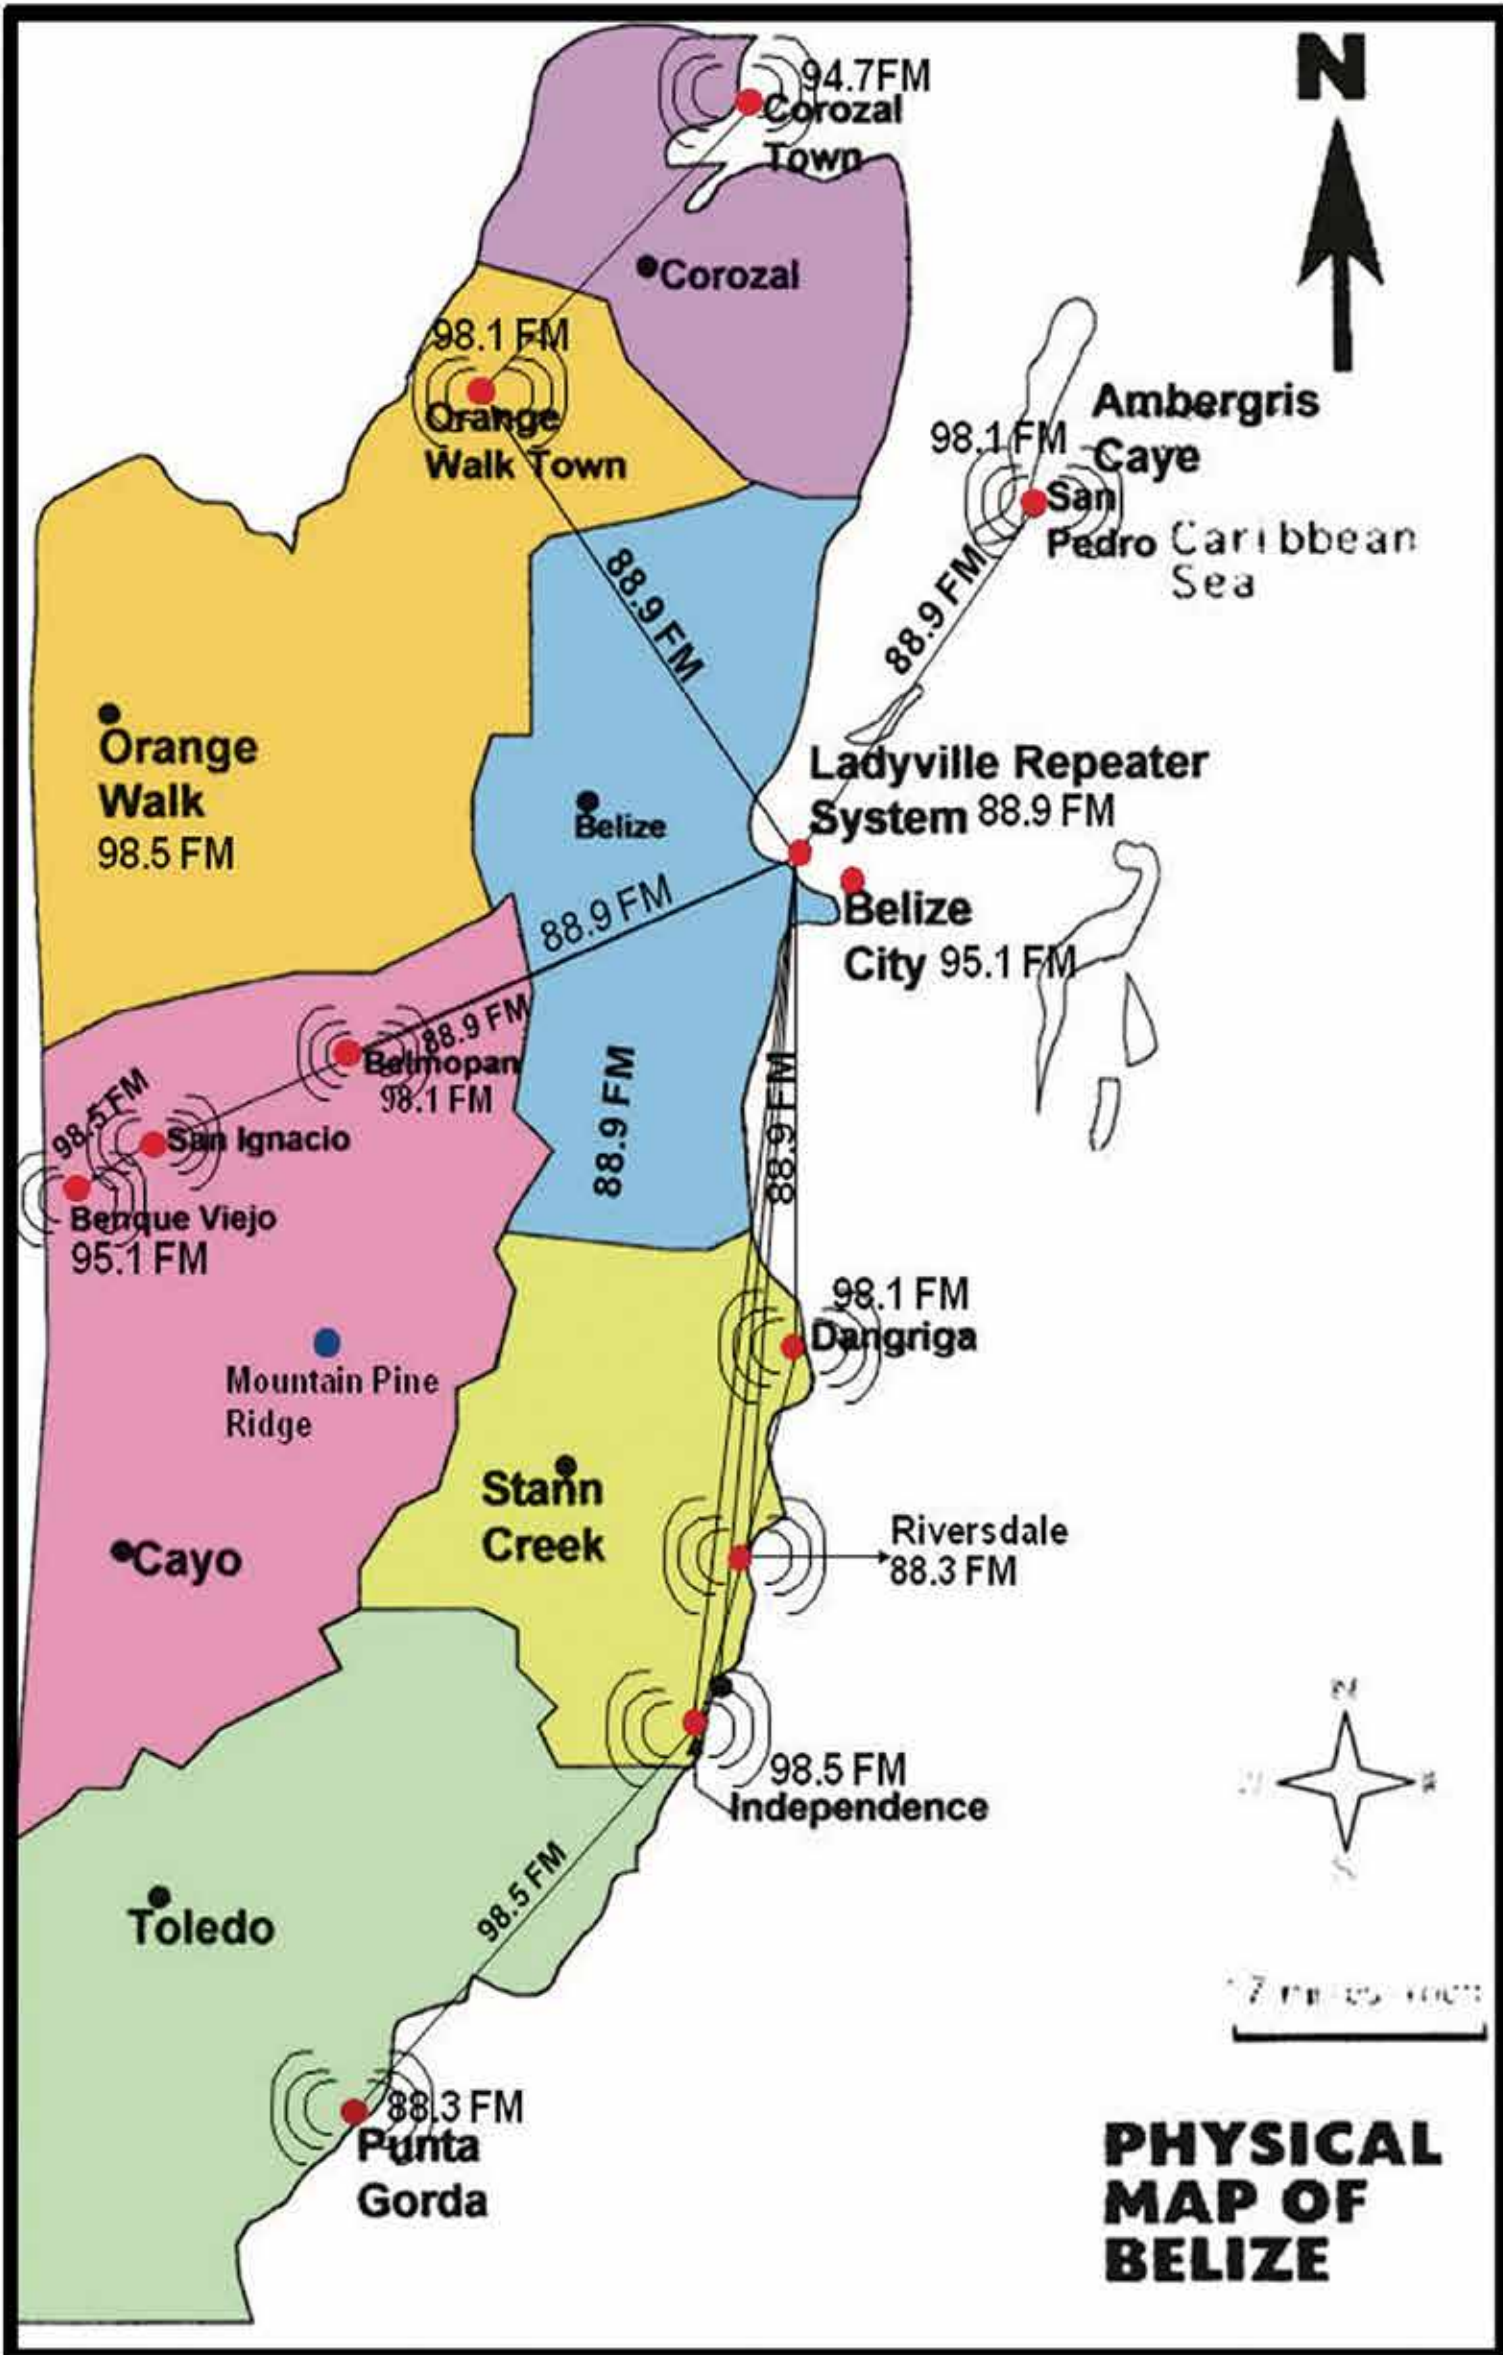 N
94.7FM
Corozal
Town
Corozal
98.1 FM
Orange
Walk Town
Ambergris
Caye
98.1 FM
San
Pedro
Caribbean
Sea
88.9 FM
88.9 FM
Orange
Walk
98.5 FM
Belize
Ladyville Repeater
System 88.9 FM
88.9 FM
Belize
City 95.1 FM
88.9 FM
Belmopan
98.1 FM
98.5 FM
San Ignacio
Benque Viejo
95.1 FM
88.9 FM
88.9 FM
98.1 FM
Dangriga
Mountain Pine
Ridge
Stann
Creek
Riversdale
88.3 FM
Cayo
98.5 FM
Independence
98.5 FM
Toledo
88.3 FM
Punta
Gorda
PHYSICAL
MAP OF
BELIZE